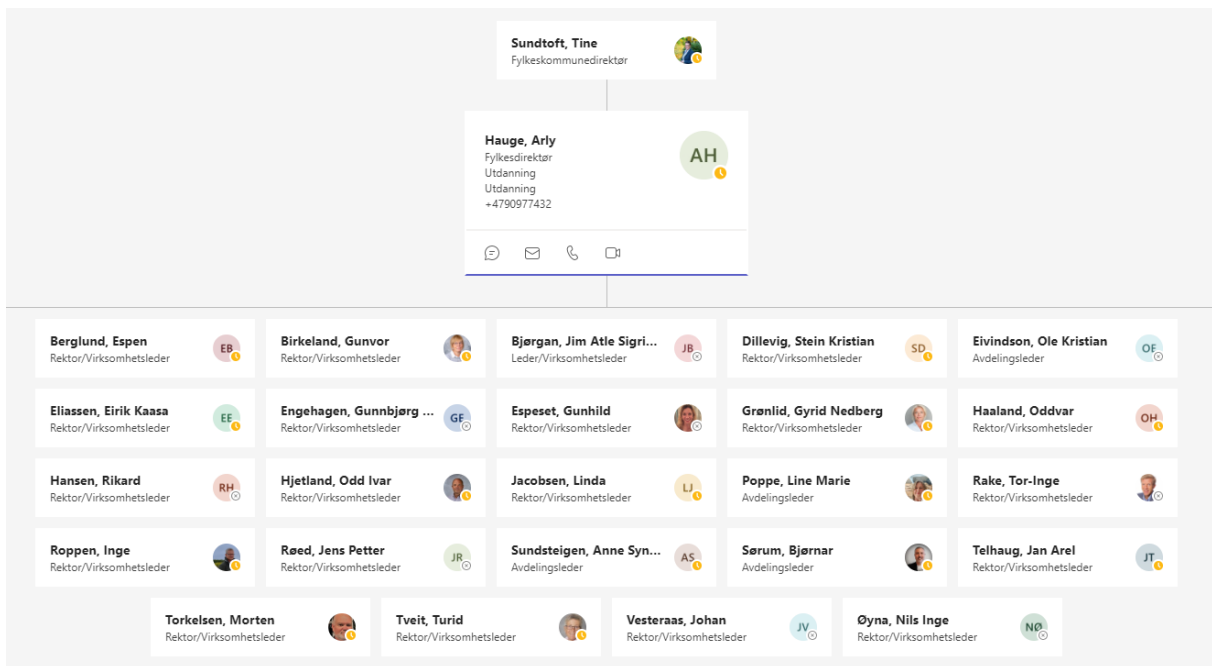 Sundtoft, Tine
Fylkeskommunedirektør
Hauge, Arly
Fylkesdirektør
Utdanning
Utdanning
+4790977432
AH
Berglund, Espen
Rektor/Virksomhetsleder
EB
Birkeland, Gunvor
Rektor/Virksomhetsleder
Bjørgan, Jim Atle Sigri...
Leder/Virksomhetsleder
JB
Dillevig, Stein Kristian
Rektor/Virksomhetsleder
SD
Eivindson, Ole Kristian
Avdelingsleder
OE
Eliassen, Eirik Kaasa
Rektor/Virksomhetsleder
EE
Engehagen, Gunnbjørg ...
Rektor/Virksomhetsleder
GE
Espeset, Gunhild
Rektor/Virksomhetsleder
Grønlid, Gyrid Nedberg
Rektor/Virksomhetsleder
Haaland, Oddvar
Rektor/Virksomhetsleder
OH
Hansen, Rikard
Rektor/Virksomhetsleder
RH
Hjetland, Odd Ivar
Rektor/Virksomhetsleder
Jacobsen, Linda
Rektor/Virksomhetsleder
LJ
Poppe, Line Marie
Avdelingsleder
Rake, Tor-Inge
Rektor/Virksomhetsleder
Roppen, Inge
Rektor/Virksomhetsleder
Røed, Jens Petter
Rektor/Virksomhetsleder
JR
Sundsteigen, Anne Syn...
Avdelingsleder
AS
Sørum, Bjørnar
Avdelingsleder
Telhaug, Jan Arel
Rektor/Virksomhetsleder
JT
Torkelsen, Morten
Rektor/Virksomhetsleder
Tveit, Turid
Rektor/Virksomhetsleder
Vesteraas, Johan
Rektor/Virksomhetsleder
JV
Øyna, Nils Inge
Rektor/Virksomhetsleder
NØ